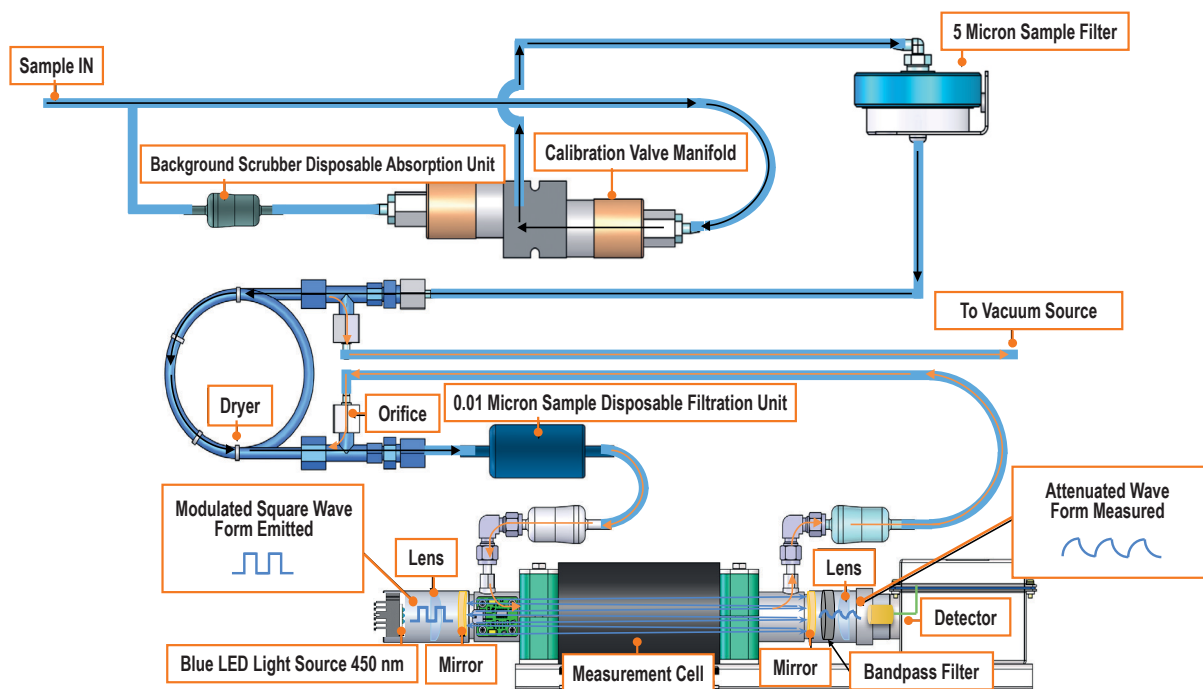 5 Micron Sample Filter
Sample IN
Background Scrubber Disposable Absorption Unit
Calibration Valve Manifold
To Vacuum Source
Dryer
Orifice
0.01 Micron Sample Disposable Filtration Unit
Modulated Square Wave
Form Emitted
Attenuated Wave
Form Measured
Lens
Lens
Detector
Blue LED Light Source 450 nm
Mirror
Measurement Cell
Mirror
Bandpass Filter